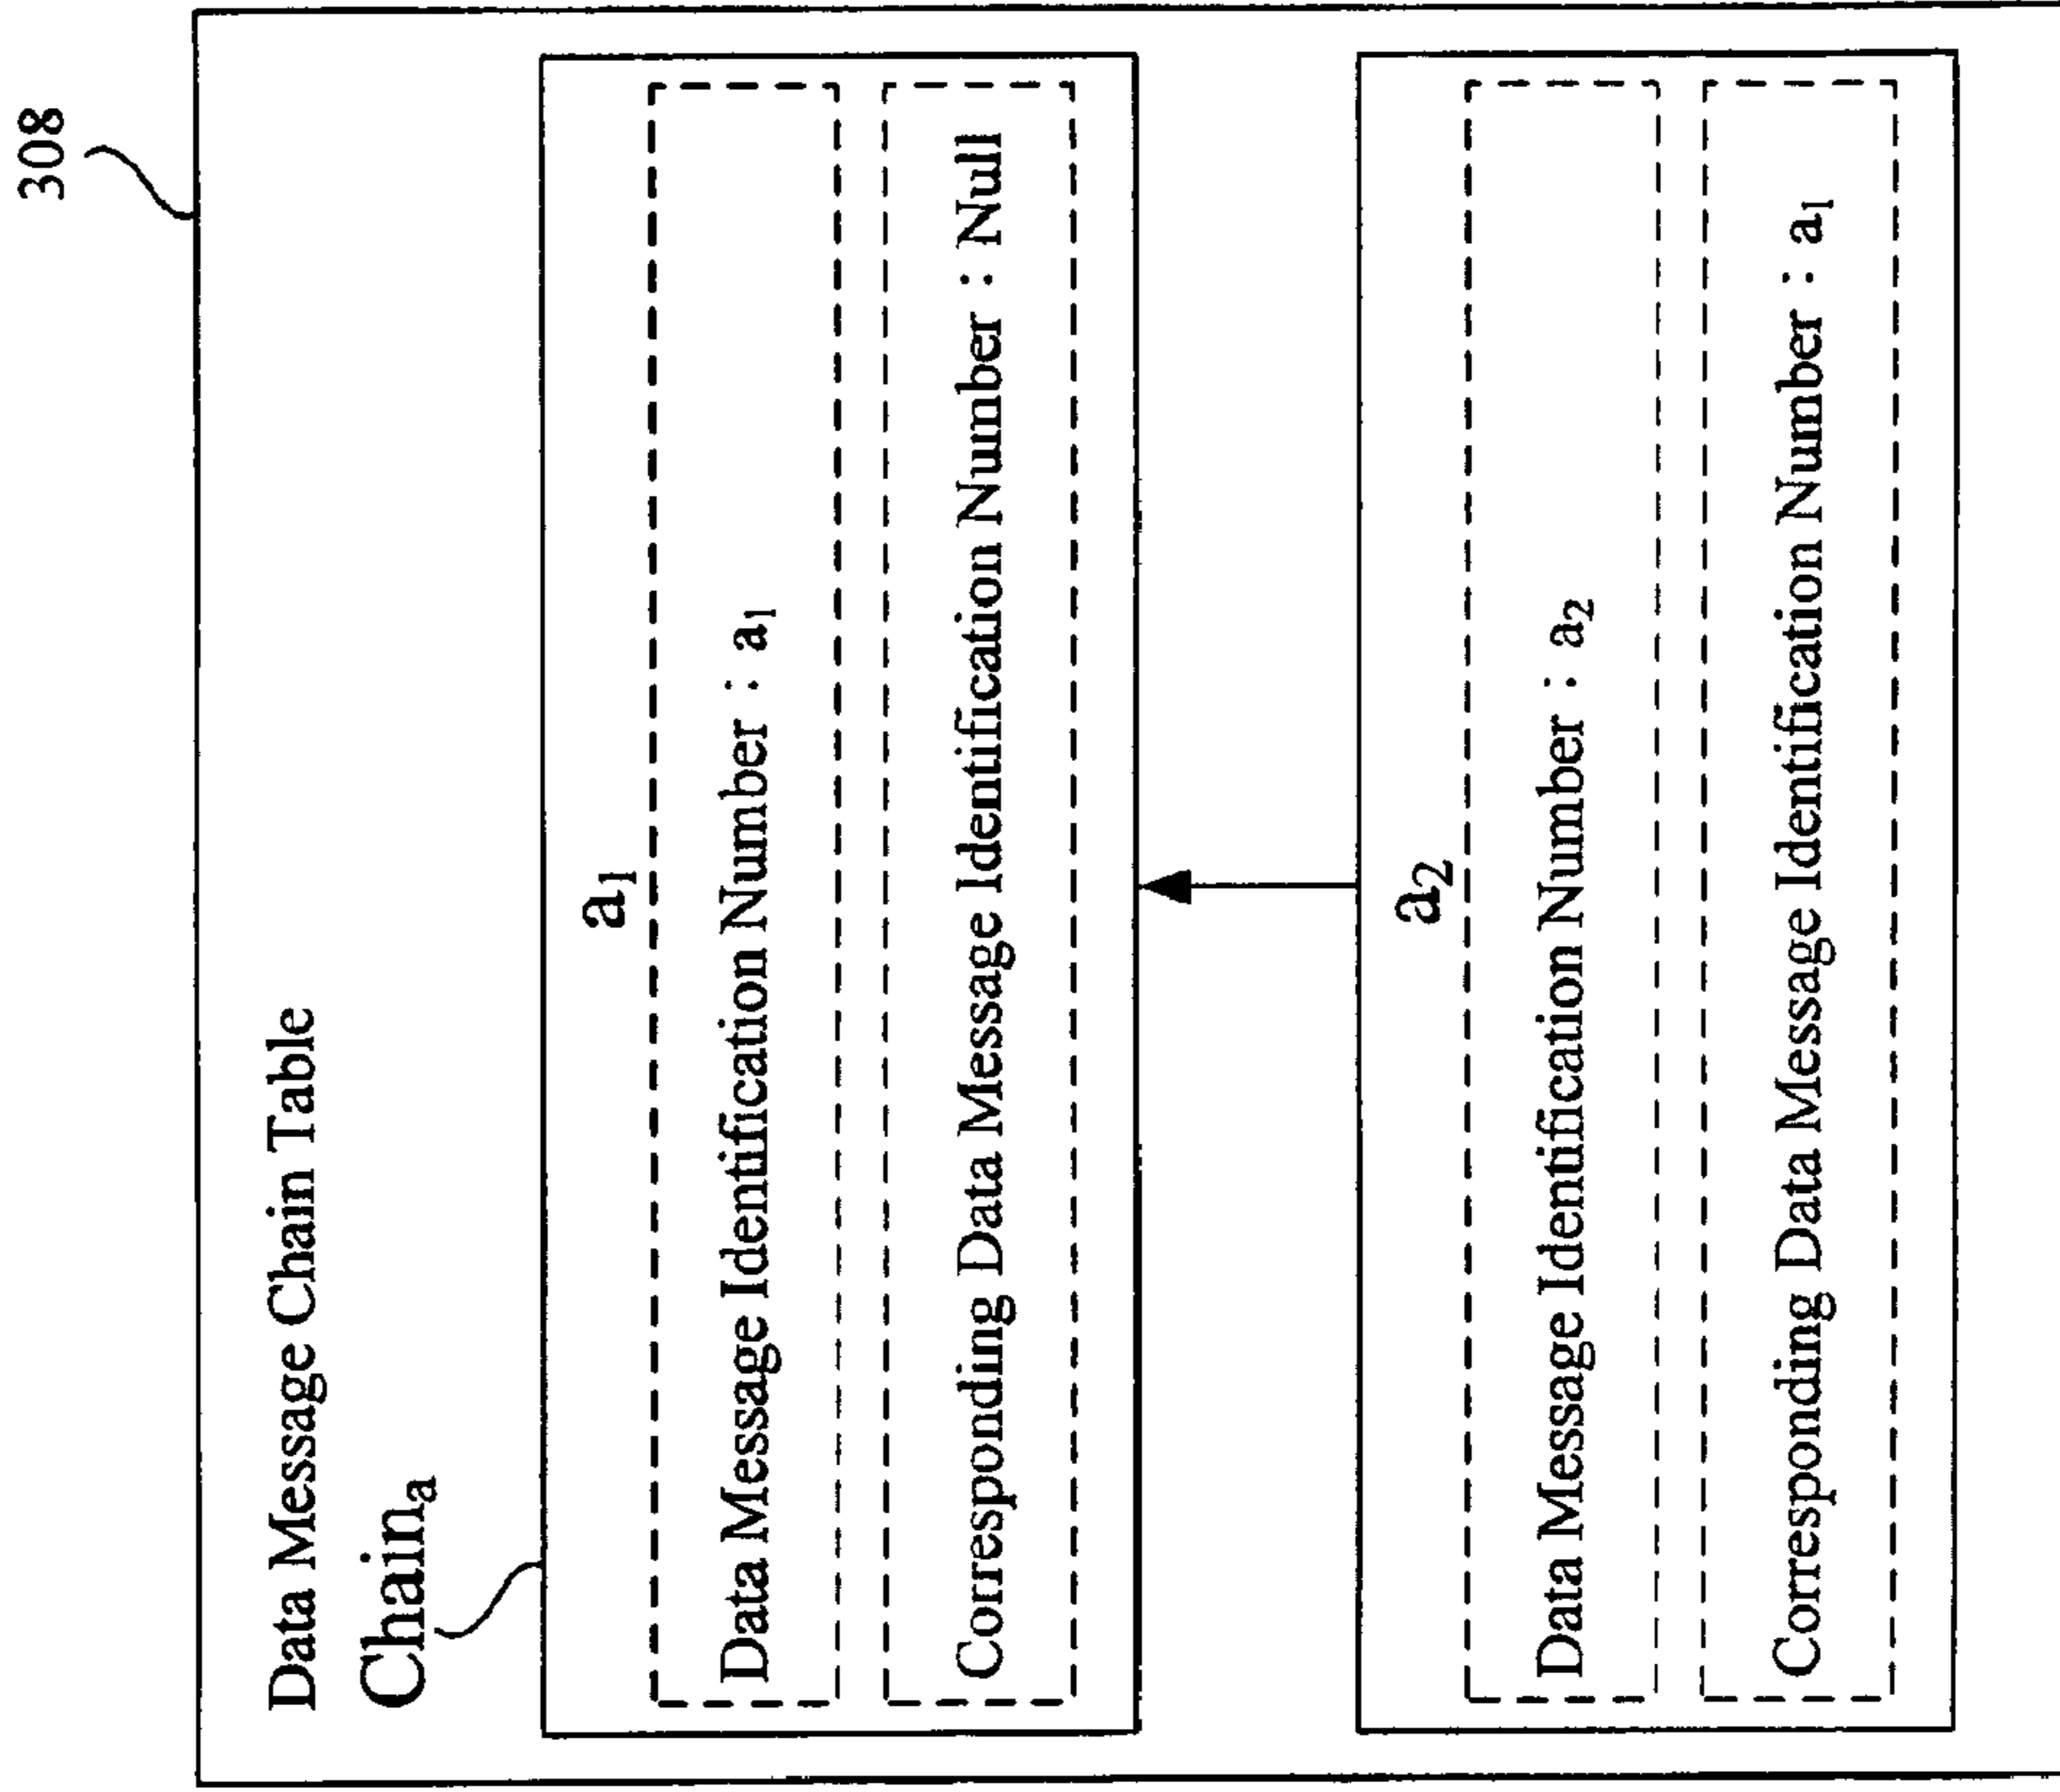 308
Data Message Chain Table
Chainₐ
a₁
Data Message Identification Number : a₁
Corresponding Data Message Identification Number : Null
a₂
Data Message Identification Number : a₂
Corresponding Data Message Identification Number : a₁